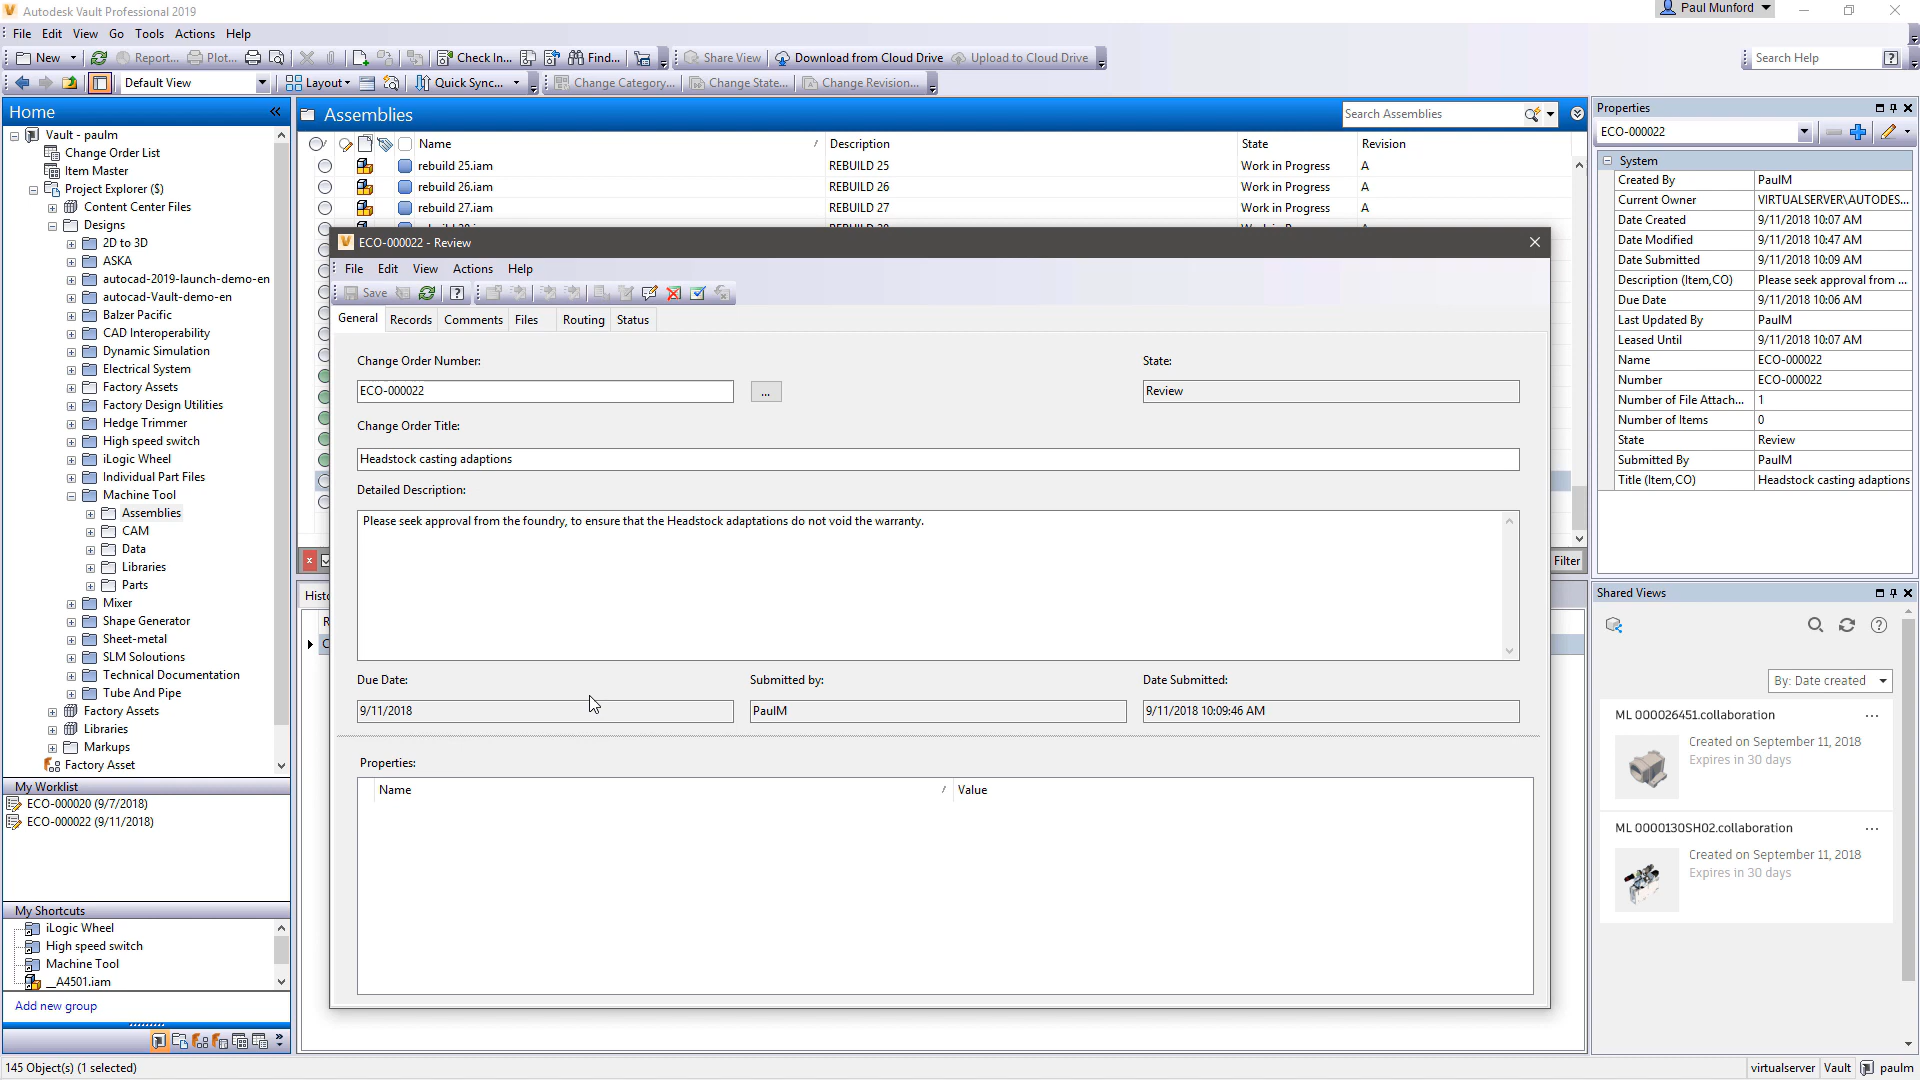 Autodesk Vault Professional 2019
Paul Munford
File Edit View Go Tools Actions Help
New Report... Plot... Check In... Find... Share View Download from Cloud Drive Upload to Cloud Drive Search Help
Default View Layout Quick Sync... Change Category... Change State... Change Revision...
Home
Vault - paulm
Change Order List
Item Master
Project Explorer ($)
Content Center Files
Designs
2D to 3D
ASKA
autocad-2019-launch-demo-en
autocad-Vault-demo-en
Balzer Pacific
CAD Interoperability
Dynamic Simulation
Electrical System
Factory Assets
Factory Design Utilities
Hedge Trimmer
High speed switch
iLogic Wheel
Individual Part Files
Machine Tool
Assemblies
CAM
Data
Libraries
Parts
Mixer
Shape Generator
Sheet-metal
SLM Soloutions
Technical Documentation
Tube And Pipe
Factory Assets
Libraries
Markups
Factory Asset
My Worklist
ECO-000020 (9/7/2018)
ECO-000022 (9/11/2018)
My Shortcuts
iLogic Wheel
High speed switch
Machine Tool
__A4501.iam
Add new group
Assemblies
Search Assemblies
Name Description State Revision
rebuild 25.iam REBUILD 25 Work in Progress A
rebuild 26.iam REBUILD 26 Work in Progress A
rebuild 27.iam REBUILD 27 Work in Progress A
Filter
ECO-000022 - Review
File Edit View Actions Help
Save
General Records Comments Files Routing Status
Change Order Number: State:
ECO-000022 ... Review
Change Order Title:
Headstock casting adaptions
Detailed Description:
Please seek approval from the foundry, to ensure that the Headstock adaptations do not void the warranty.
Due Date: Submitted by: Date Submitted:
9/11/2018 PaulM 9/11/2018 10:09:46 AM
Properties:
Name Value
Properties
ECO-000022
System
Created By PaulM
Current Owner VIRTUALSERVER\AUTODES...
Date Created 9/11/2018 10:07 AM
Date Modified 9/11/2018 10:47 AM
Date Submitted 9/11/2018 10:09 AM
Description (Item,CO) Please seek approval from ...
Due Date 9/11/2018 10:06 AM
Last Updated By PaulM
Leased Until 9/11/2018 10:07 AM
Name ECO-000022
Number ECO-000022
Number of File Attach... 1
Number of Items 0
State Review
Submitted By PaulM
Title (Item,CO) Headstock casting adaptions
Shared Views
By: Date created
ML 000026451.collaboration ...
Created on September 11, 2018
Expires in 30 days
ML 0000130SH02.collaboration ...
Created on September 11, 2018
Expires in 30 days
145 Object(s) (1 selected) virtualserver Vault paulm